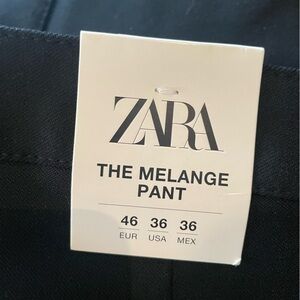 ZARA
THE MELANGE
PANT
46 36 36
EUR USA MEX